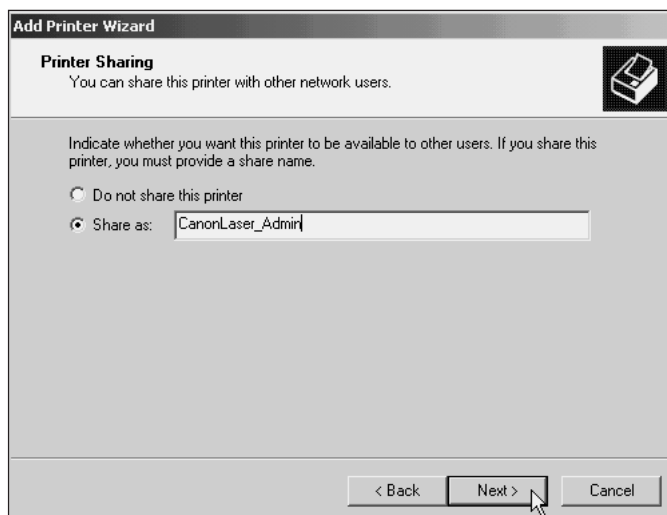 Add Printer Wizard
Printer Sharing
You can share this printer with other network users.
Indicate whether you want this printer to be available to other users. If you share this
printer, you must provide a share name.
Do not share this printer
Share as: CanonLaser_Admin
< Back Next > Cancel